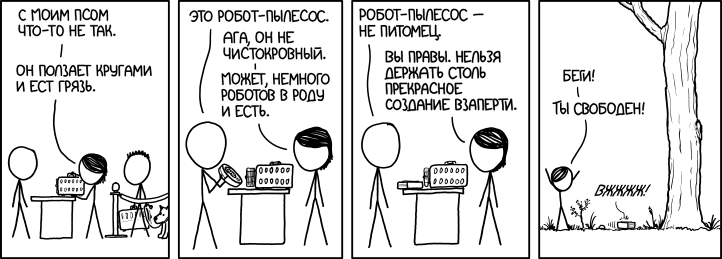 С МОИМ ПСОМ
ЧТО-ТО НЕ ТАК.
ОН ПОЛЗАЕТ КРУГАМИ
И ЕСТ ГРЯЗЬ.
ЭТО РОБОТ-ПЫЛЕСОС.
АГА, ОН НЕ
ЧИСТОКРОВНЫЙ.
МОЖЕТ, НЕМНОГО
РОБОТОВ В РОДУ
И ЕСТЬ.
РОБОТ-ПЫЛЕСОС —
НЕ ПИТОМЕЦ.
ВЫ ПРАВЫ. НЕЛЬЗЯ
ДЕРЖАТЬ СТОЛЬ
ПРЕКРАСНОЕ
СОЗДАНИЕ ВЗАПЕРТИ.
БЕГИ!
ТЫ СВОБОДЕН!
ВЖЖЖЖ!